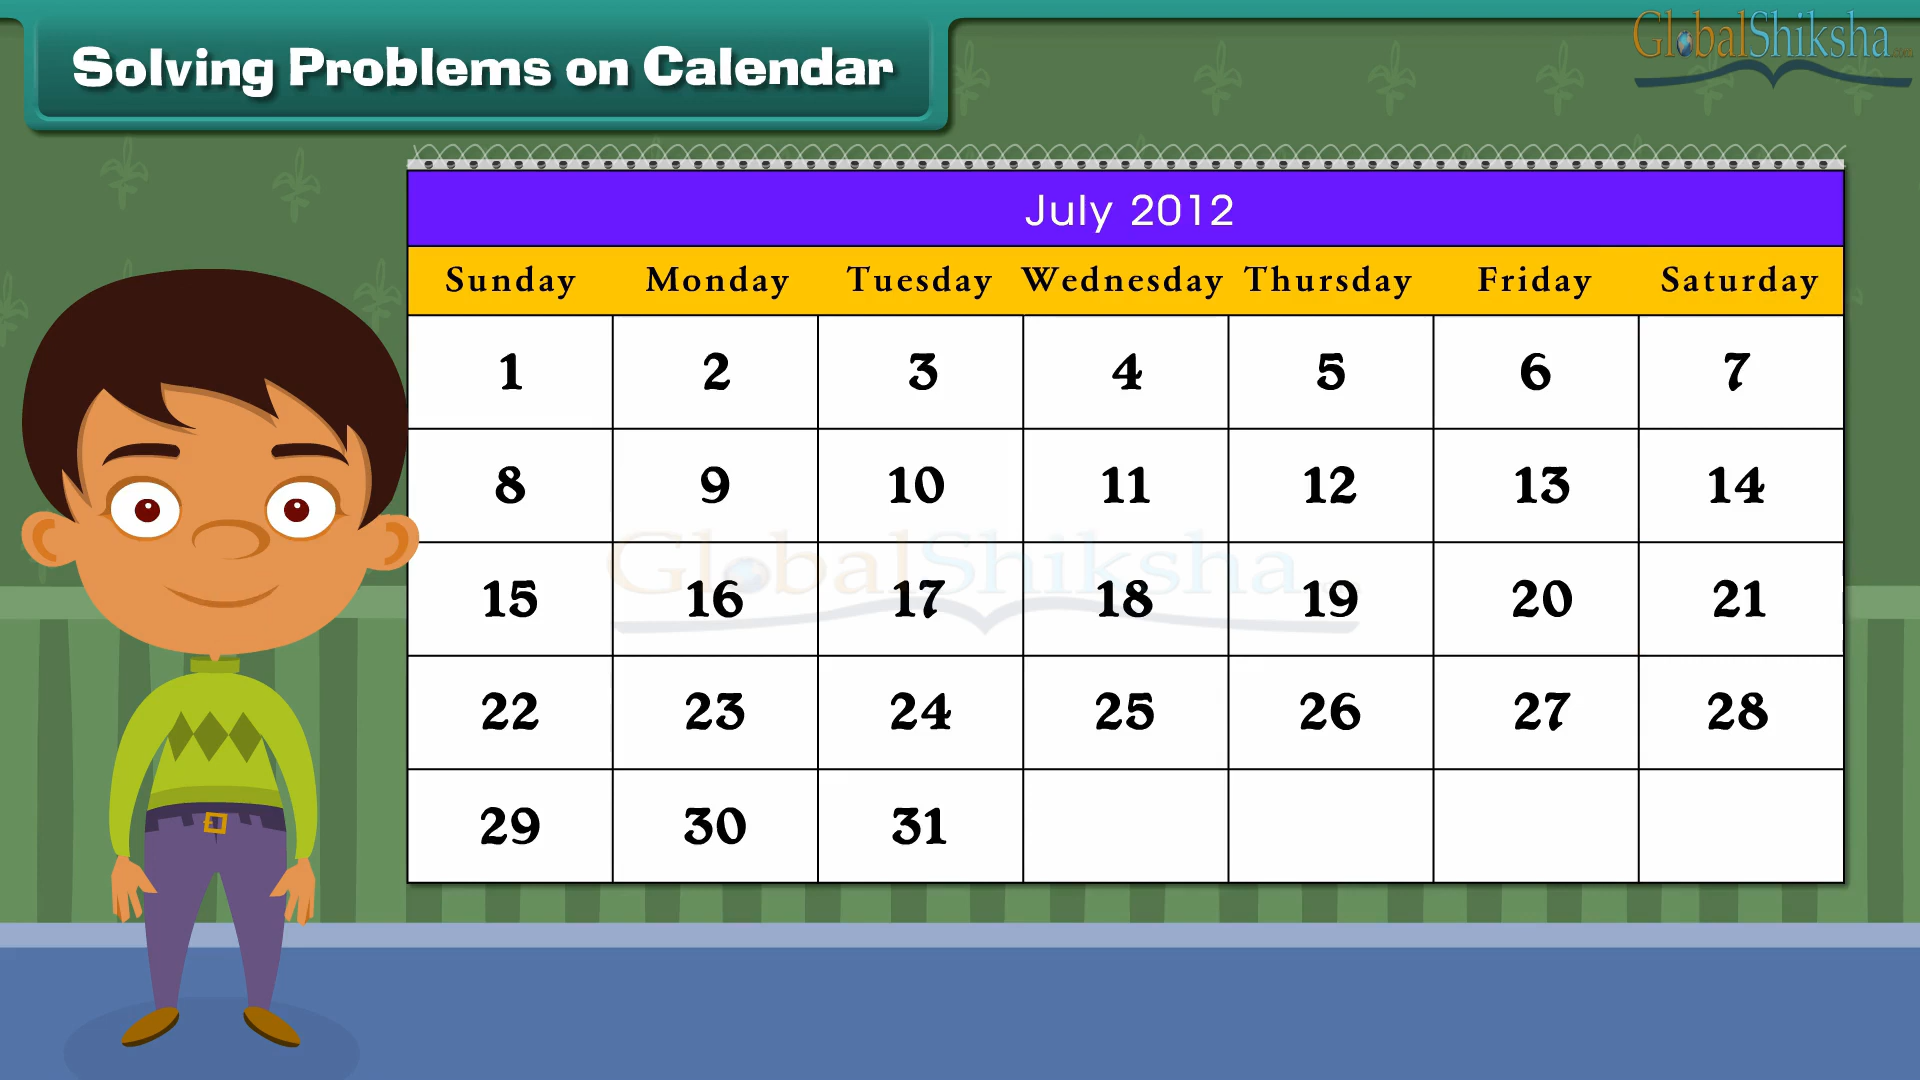 Solving Problems on Calendar
GlobalShiksha.com
July 2012
Sunday Monday Tuesday Wednesday Thursday Friday Saturday
1 2 3 4 5 6 7
8 9 10 11 12 13 14
15 16 17 18 19 20 21
GlobalShiksha
22 23 24 25 26 27 28
29 30 31